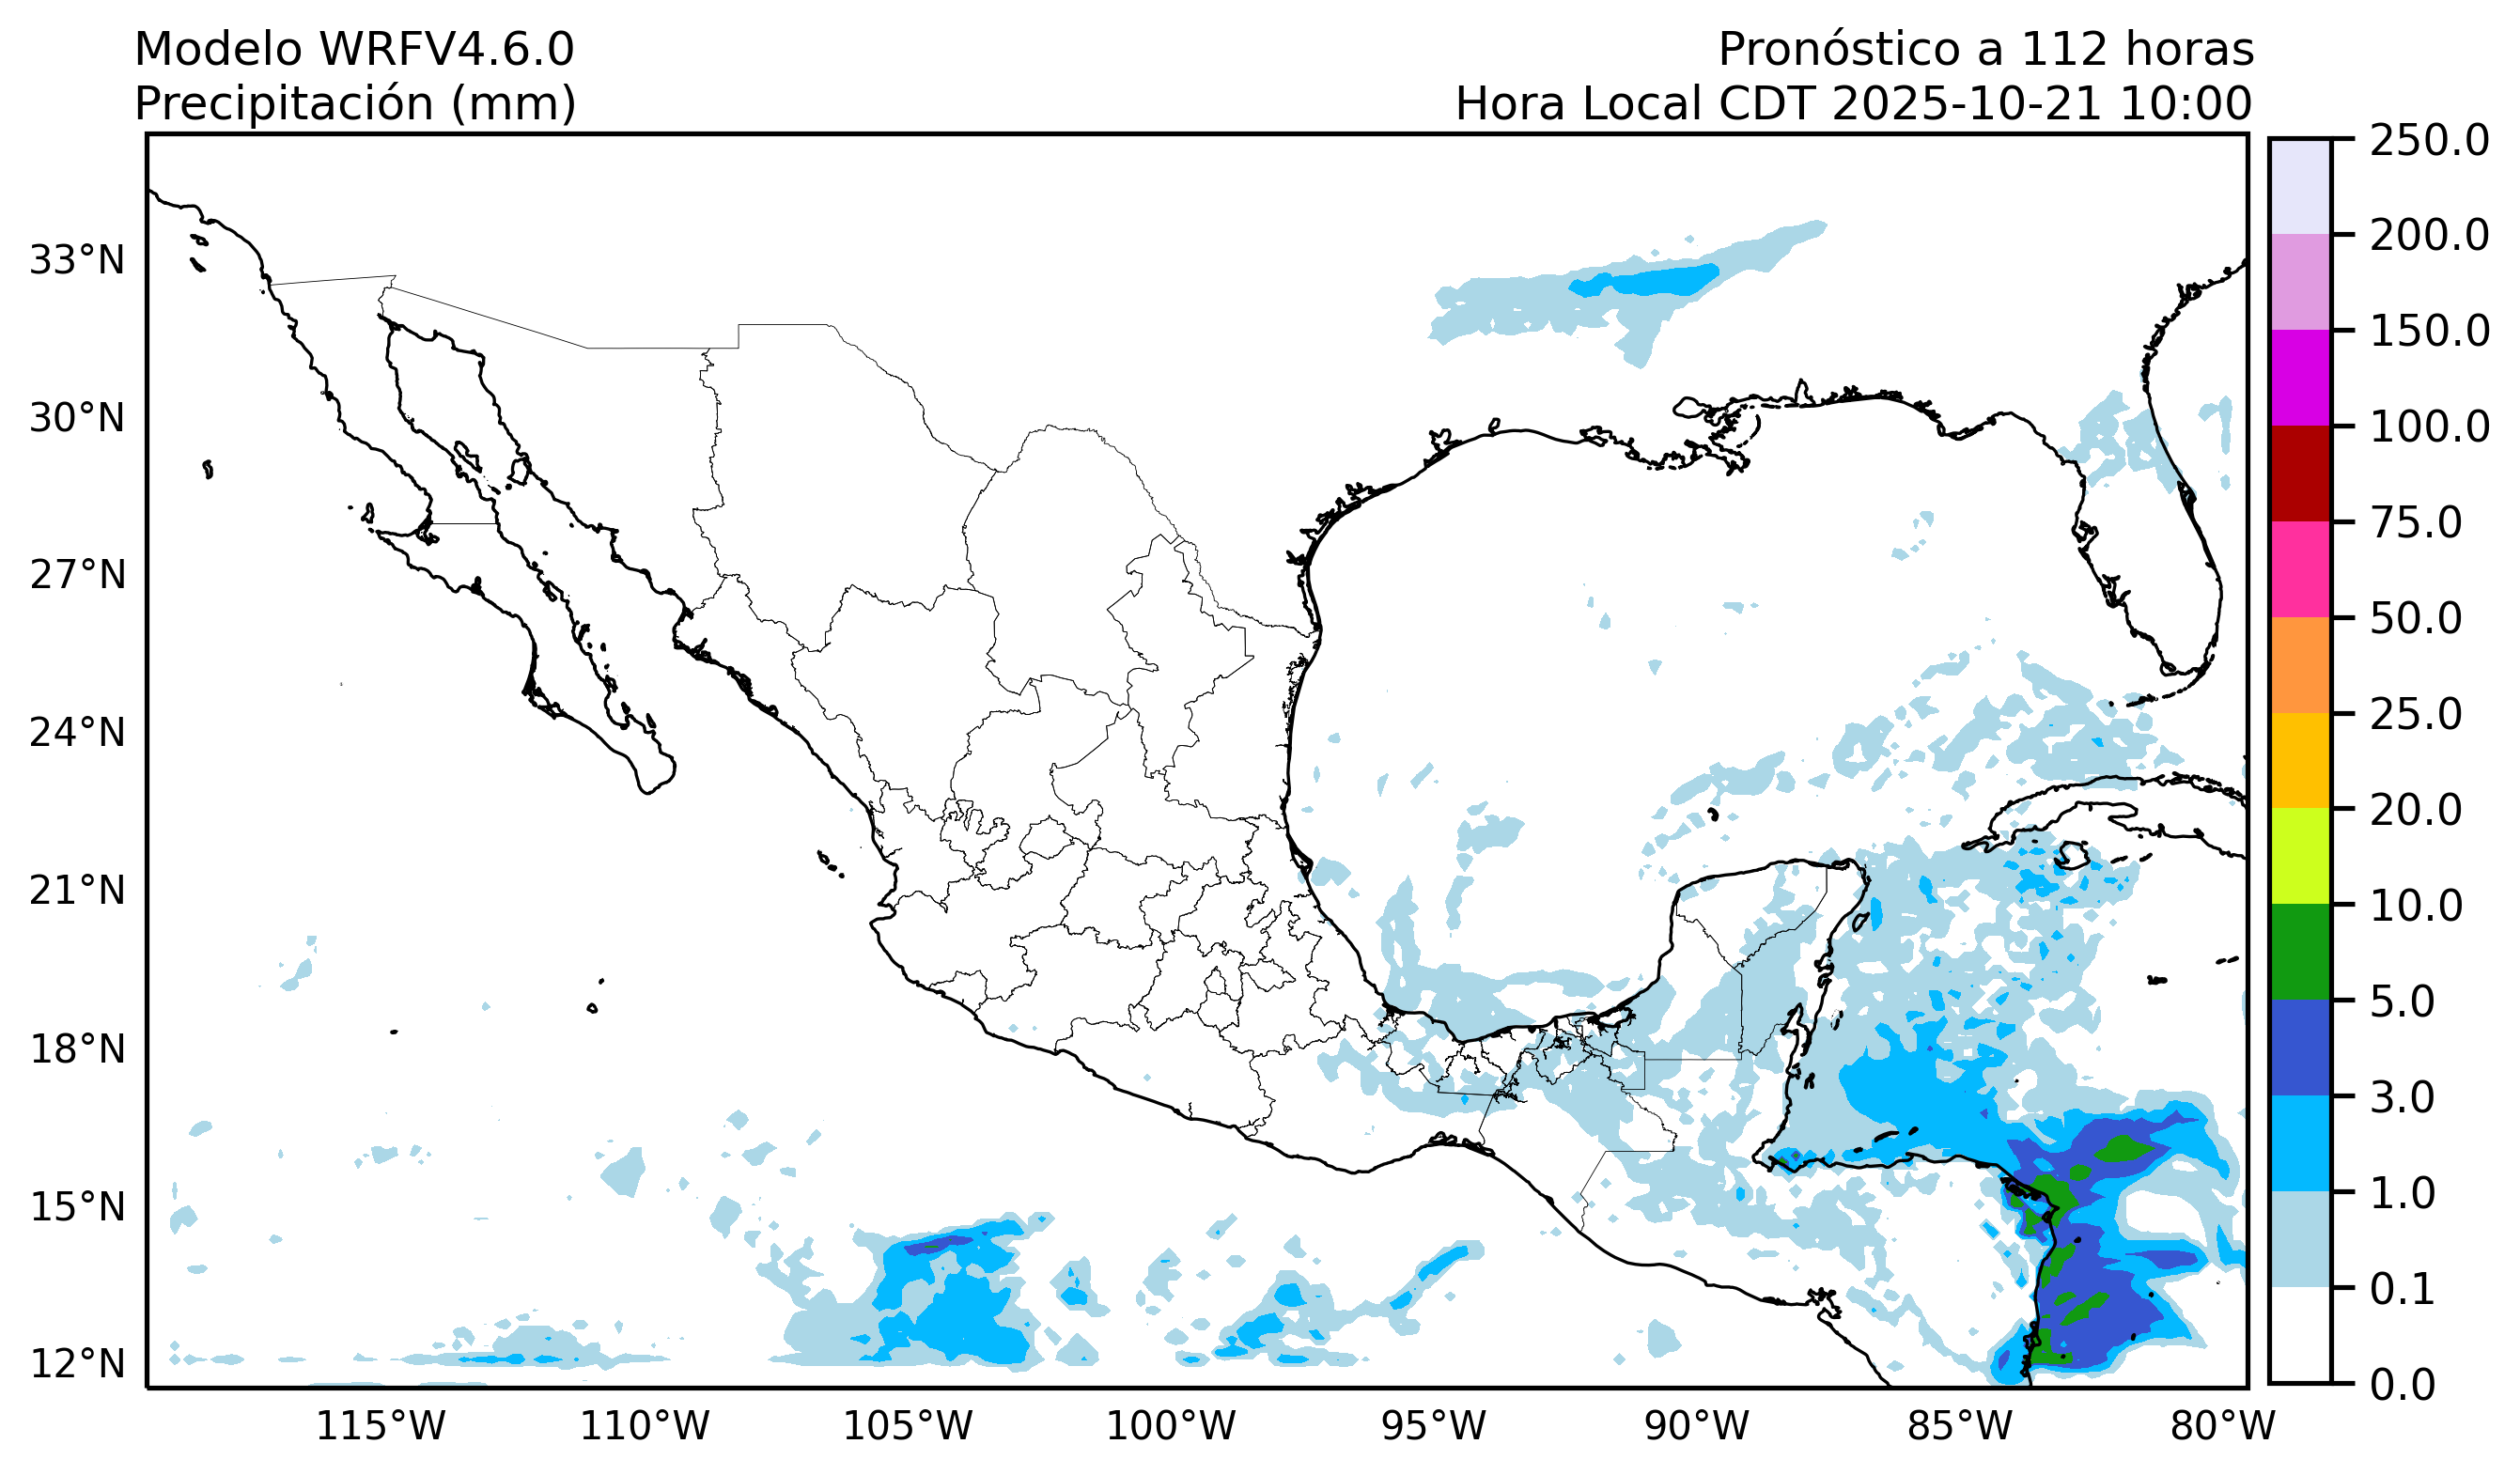 Modelo WRFV4.6.0
Pronóstico a 112 horas
Precipitación (mm)
Hora Local CDT 2025-10-21 10:00
33°N
30°N
27°N
24°N
21°N
18°N
15°N
12°N
115°W
110°W
105°W
100°W
95°W
90°W
85°W
80°W
250.0
200.0
150.0
100.0
75.0
50.0
25.0
20.0
10.0
5.0
3.0
1.0
0.1
0.0